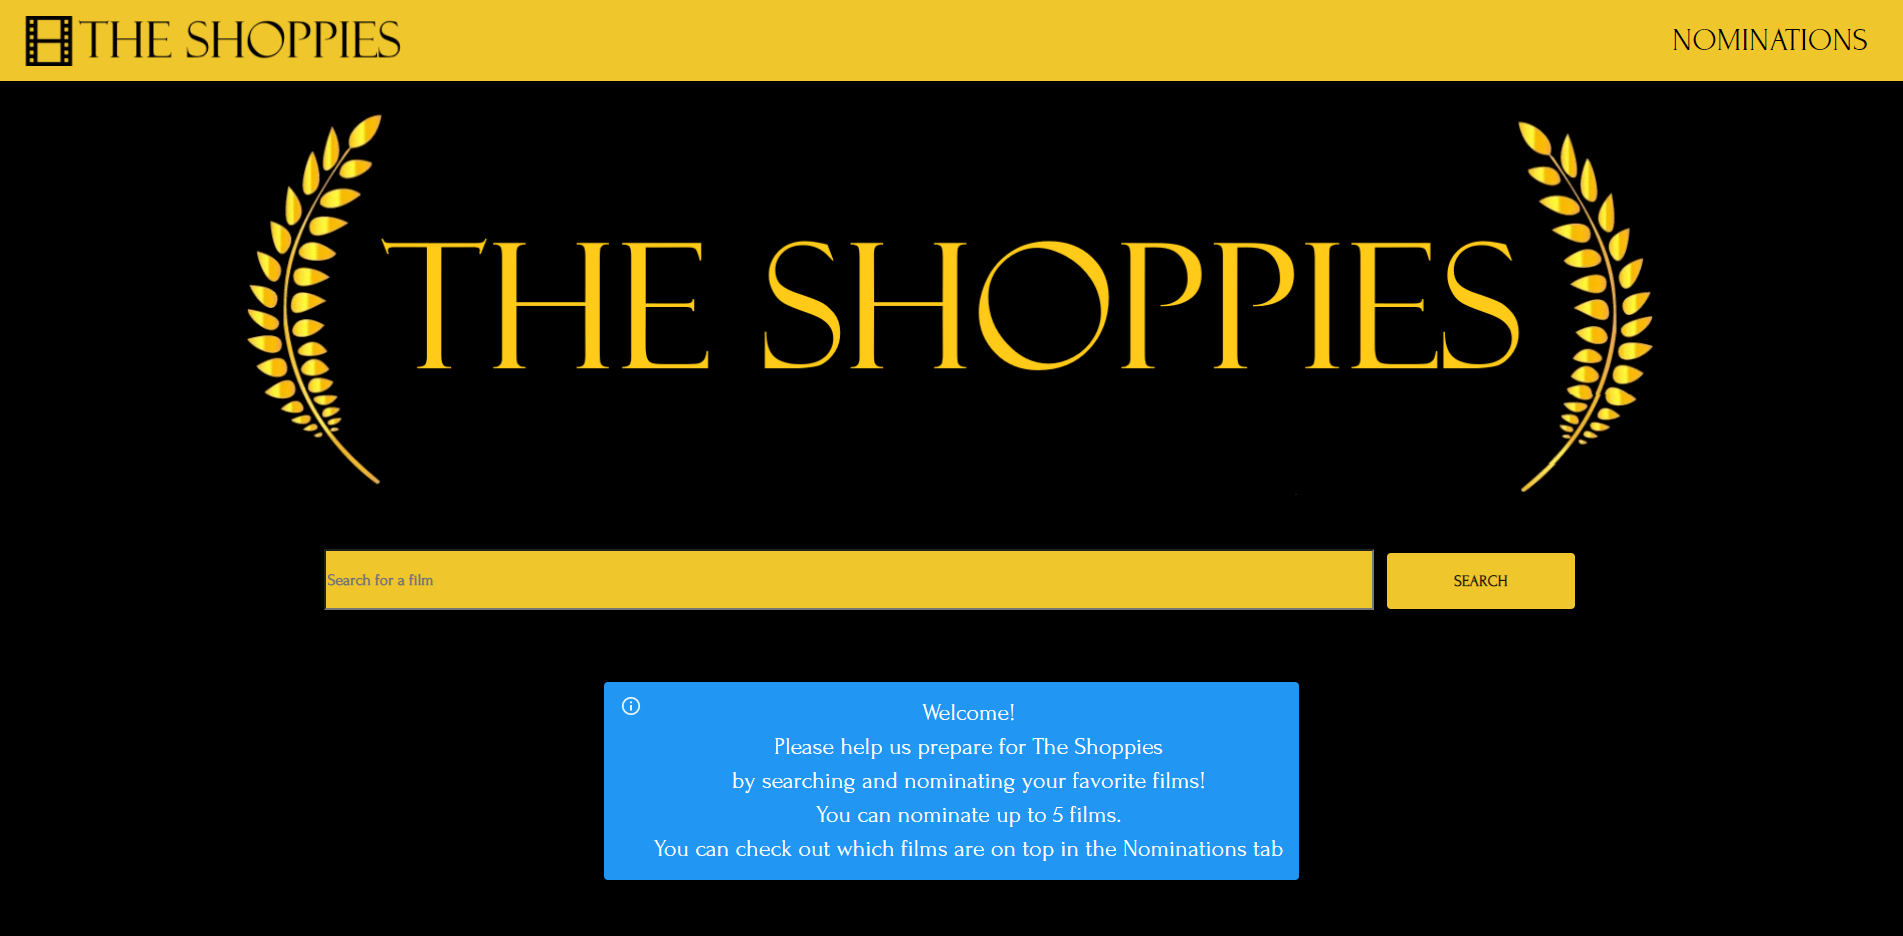 THE SHOPPIES
NOMINATIONS
THE SHOPPIES
Search for a film
SEARCH
Welcome!
Please help us prepare for The Shoppies
by searching and nominating your favorite films!
You can nominate up to 5 films.
You can check out which films are on top in the Nominations tab